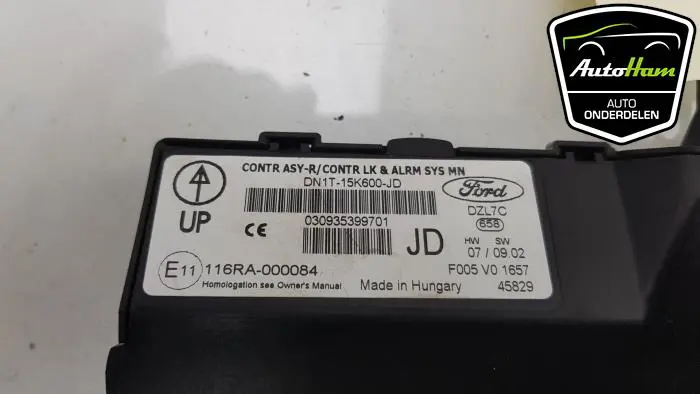 AutoHam
AUTO
ONDERDELEN
CONTR ASY-R/CONTR LK & ALRM SYS MN
DN1T-15K600-JD
Ford
UP
CE
030935399701
JD
DZL7C
658
HW SW
07 / 09.02
E11 116RA-000084
F005 V0 1657
Homologation see Owner's Manual
Made in Hungary
45829